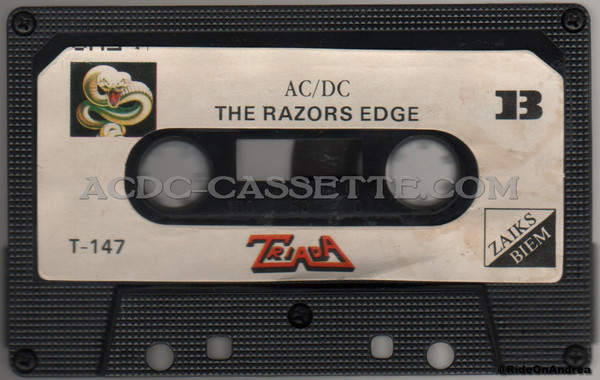 AC/DC
THE RAZORS EDGE
B
ACDC-CASSETTE.COM
T-147
TRIADA
ZAIKS
BIEM
@RideOnAndrea